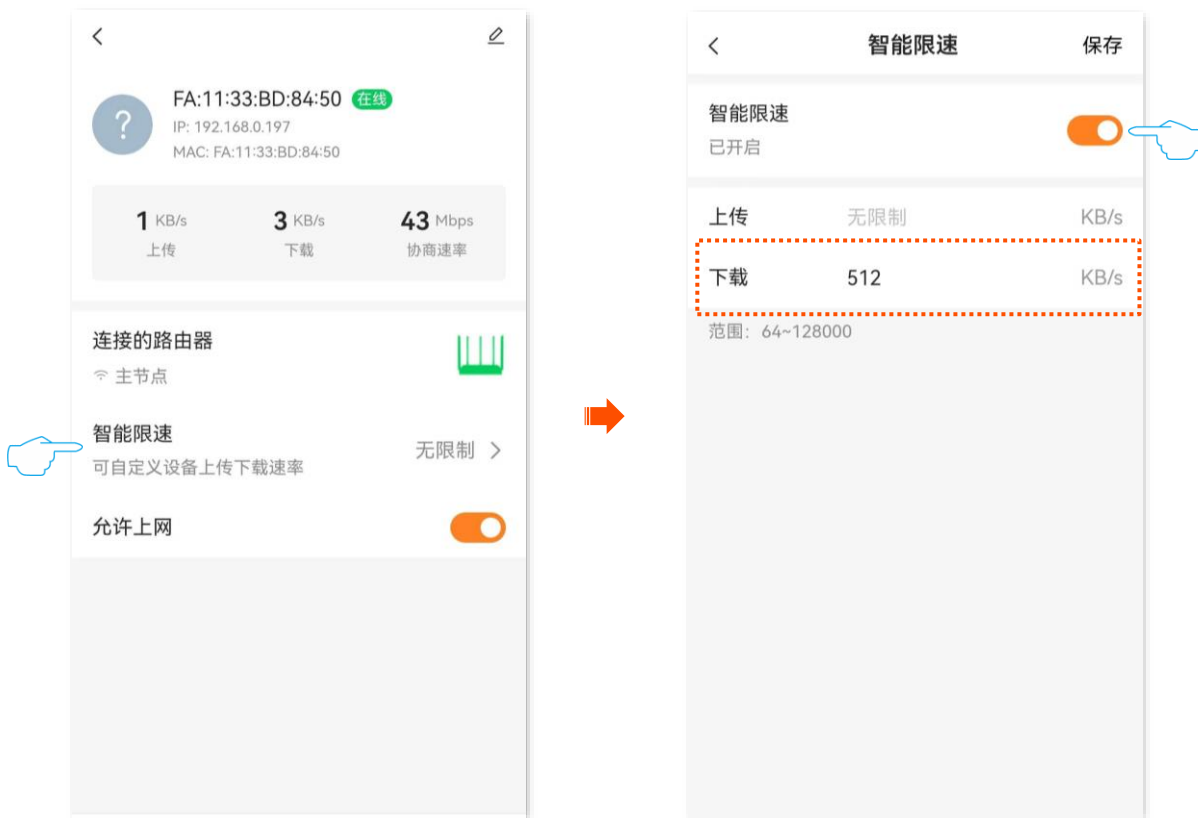 FA:11:33:BD:84:50 在线
IP: 192.168.0.197
MAC: FA:11:33:BD:84:50
1 KB/s 3 KB/s 43 Mbps
上传 下载 协商速率
连接的路由器
主节点
智能限速
可自定义设备上传下载速率
无限制
允许上网
智能限速 保存
智能限速
已开启
上传 无限制 KB/s
下载 512 KB/s
范围：64~128000